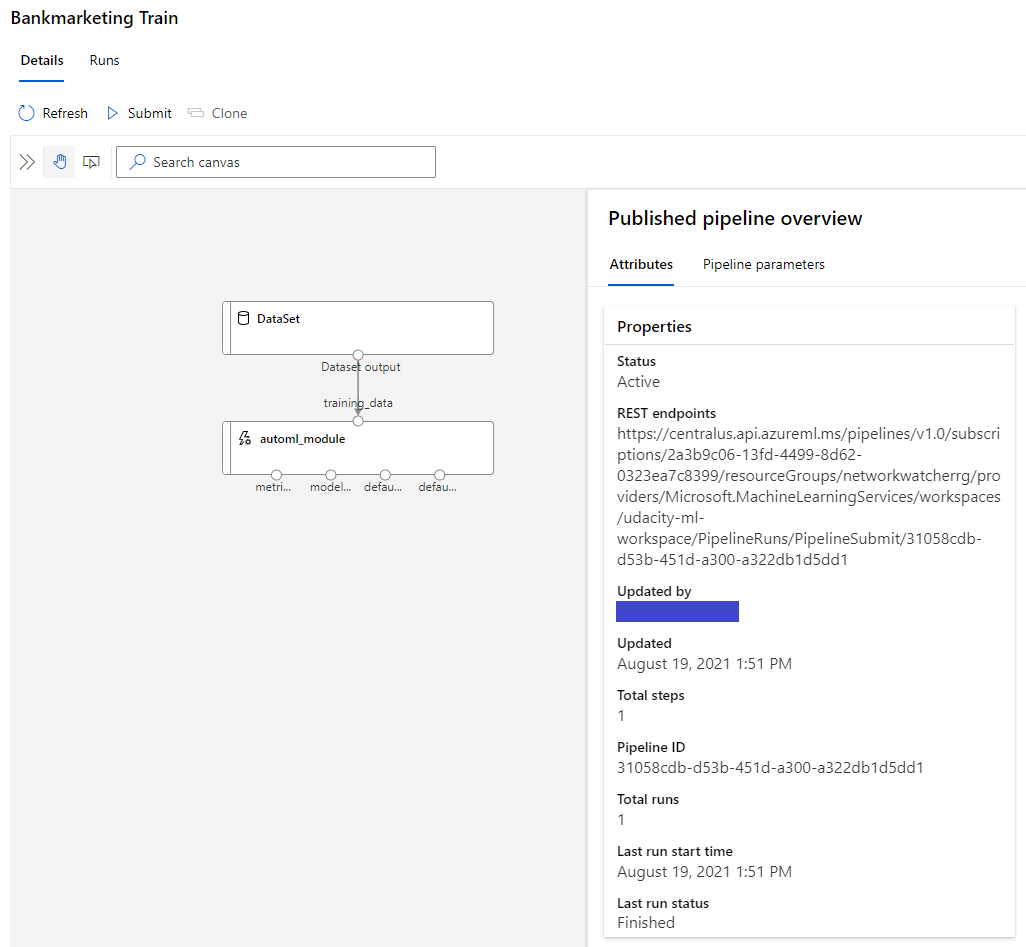 Bankmarketing Train
Details Runs
Refresh Submit Clone
Search canvas
DataSet
Dataset output
training_data
automl_module
metri... model... defau... defau...
Published pipeline overview
Attributes Pipeline parameters
Properties
Status
Active
REST endpoints
https://centralus.api.azureml.ms/pipelines/v1.0/subscri
ptions/2a3b9c06-13fd-4499-8d62-
0323ea7c8399/resourceGroups/networkwatcherrg/pro
viders/Microsoft.MachineLearningServices/workspaces
/udacity-ml-
workspace/PipelineRuns/PipelineSubmit/31058cdb-
d53b-451d-a300-a322db1d5dd1
Updated by
Updated
August 19, 2021 1:51 PM
Total steps
1
Pipeline ID
31058cdb-d53b-451d-a300-a322db1d5dd1
Total runs
1
Last run start time
August 19, 2021 1:51 PM
Last run status
Finished